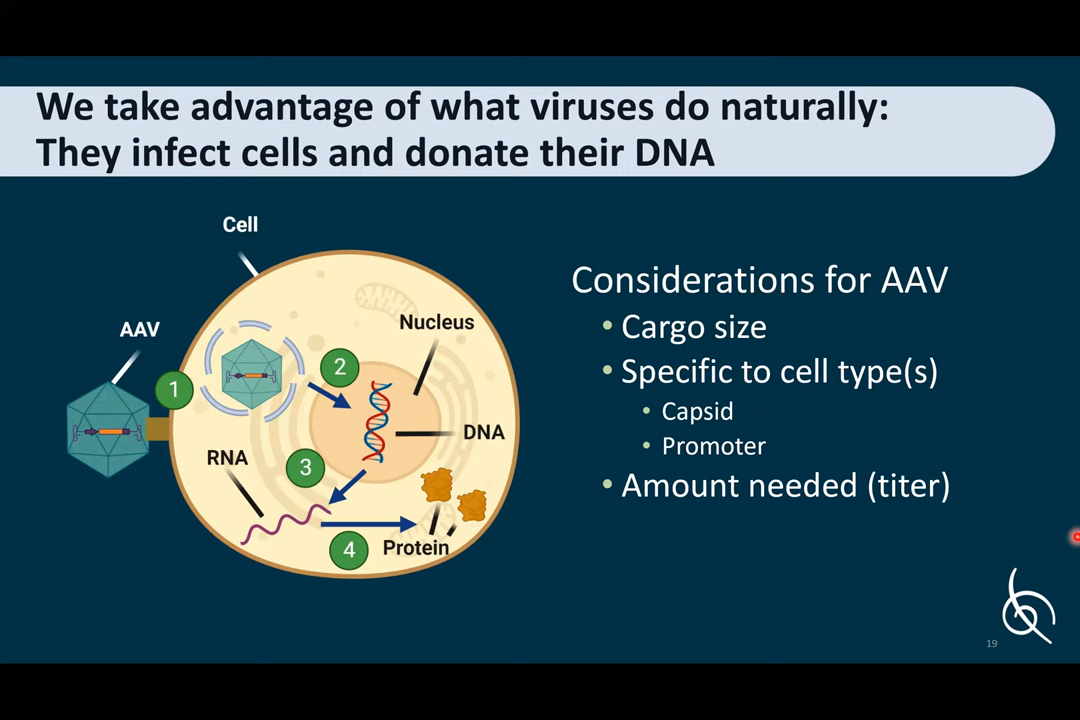 We take advantage of what viruses do naturally:
They infect cells and donate their DNA
Cell
AAV
1
2
Nucleus
DNA
RNA
3
4
Protein
Considerations for AAV
• Cargo size
• Specific to cell type(s)
• Capsid
• Promoter
• Amount needed (titer)
19